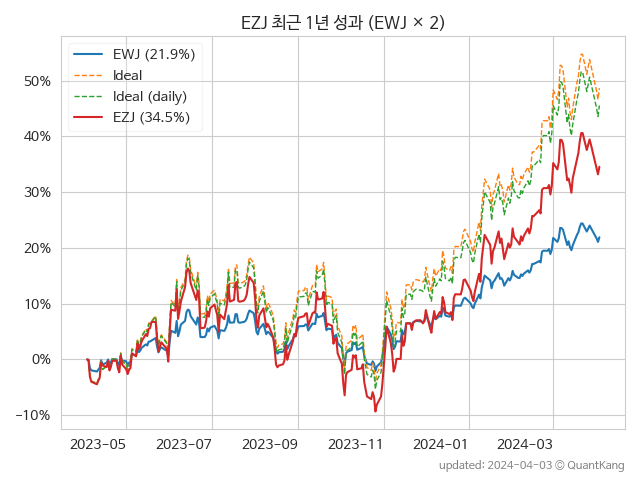 EZJ 최근 1년 성과 (EWJ × 2)
EWJ (21.9%)
Ideal
Ideal (daily)
EZJ (34.5%)
50%
40%
30%
20%
10%
0%
−10%
2023-05 2023-07 2023-09 2023-11 2024-01 2024-03
updated: 2024-04-03 © QuantKang